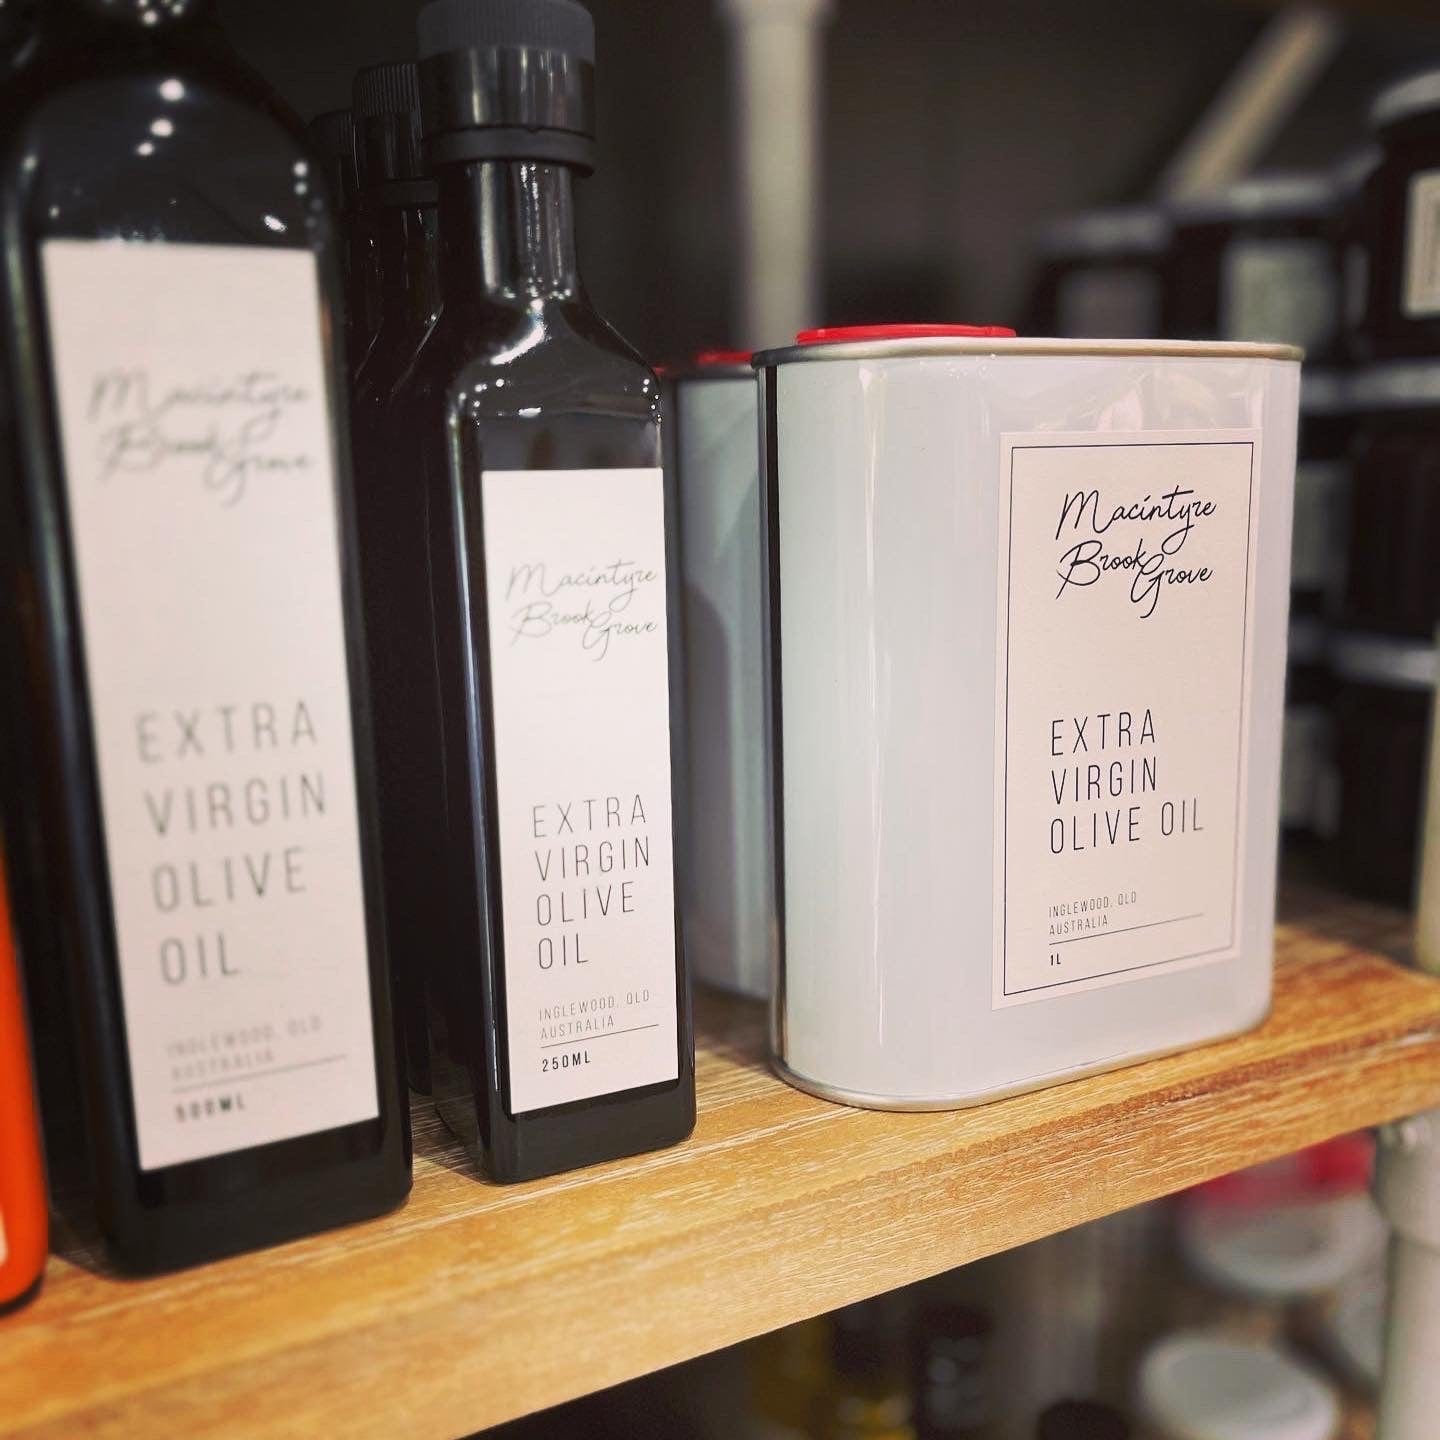 Macintyre
Brook Grove
EXTRA
VIRGIN
OLIVE
OIL
INGLEWOOD, QLD
AUSTRALIA
500ML
Macintyre
Brook Grove
EXTRA
VIRGIN
OLIVE
OIL
INGLEWOOD, QLD
AUSTRALIA
250ML
Macintyre
Brook Grove
EXTRA
VIRGIN
OLIVE OIL
INGLEWOOD, QLD
AUSTRALIA
1L